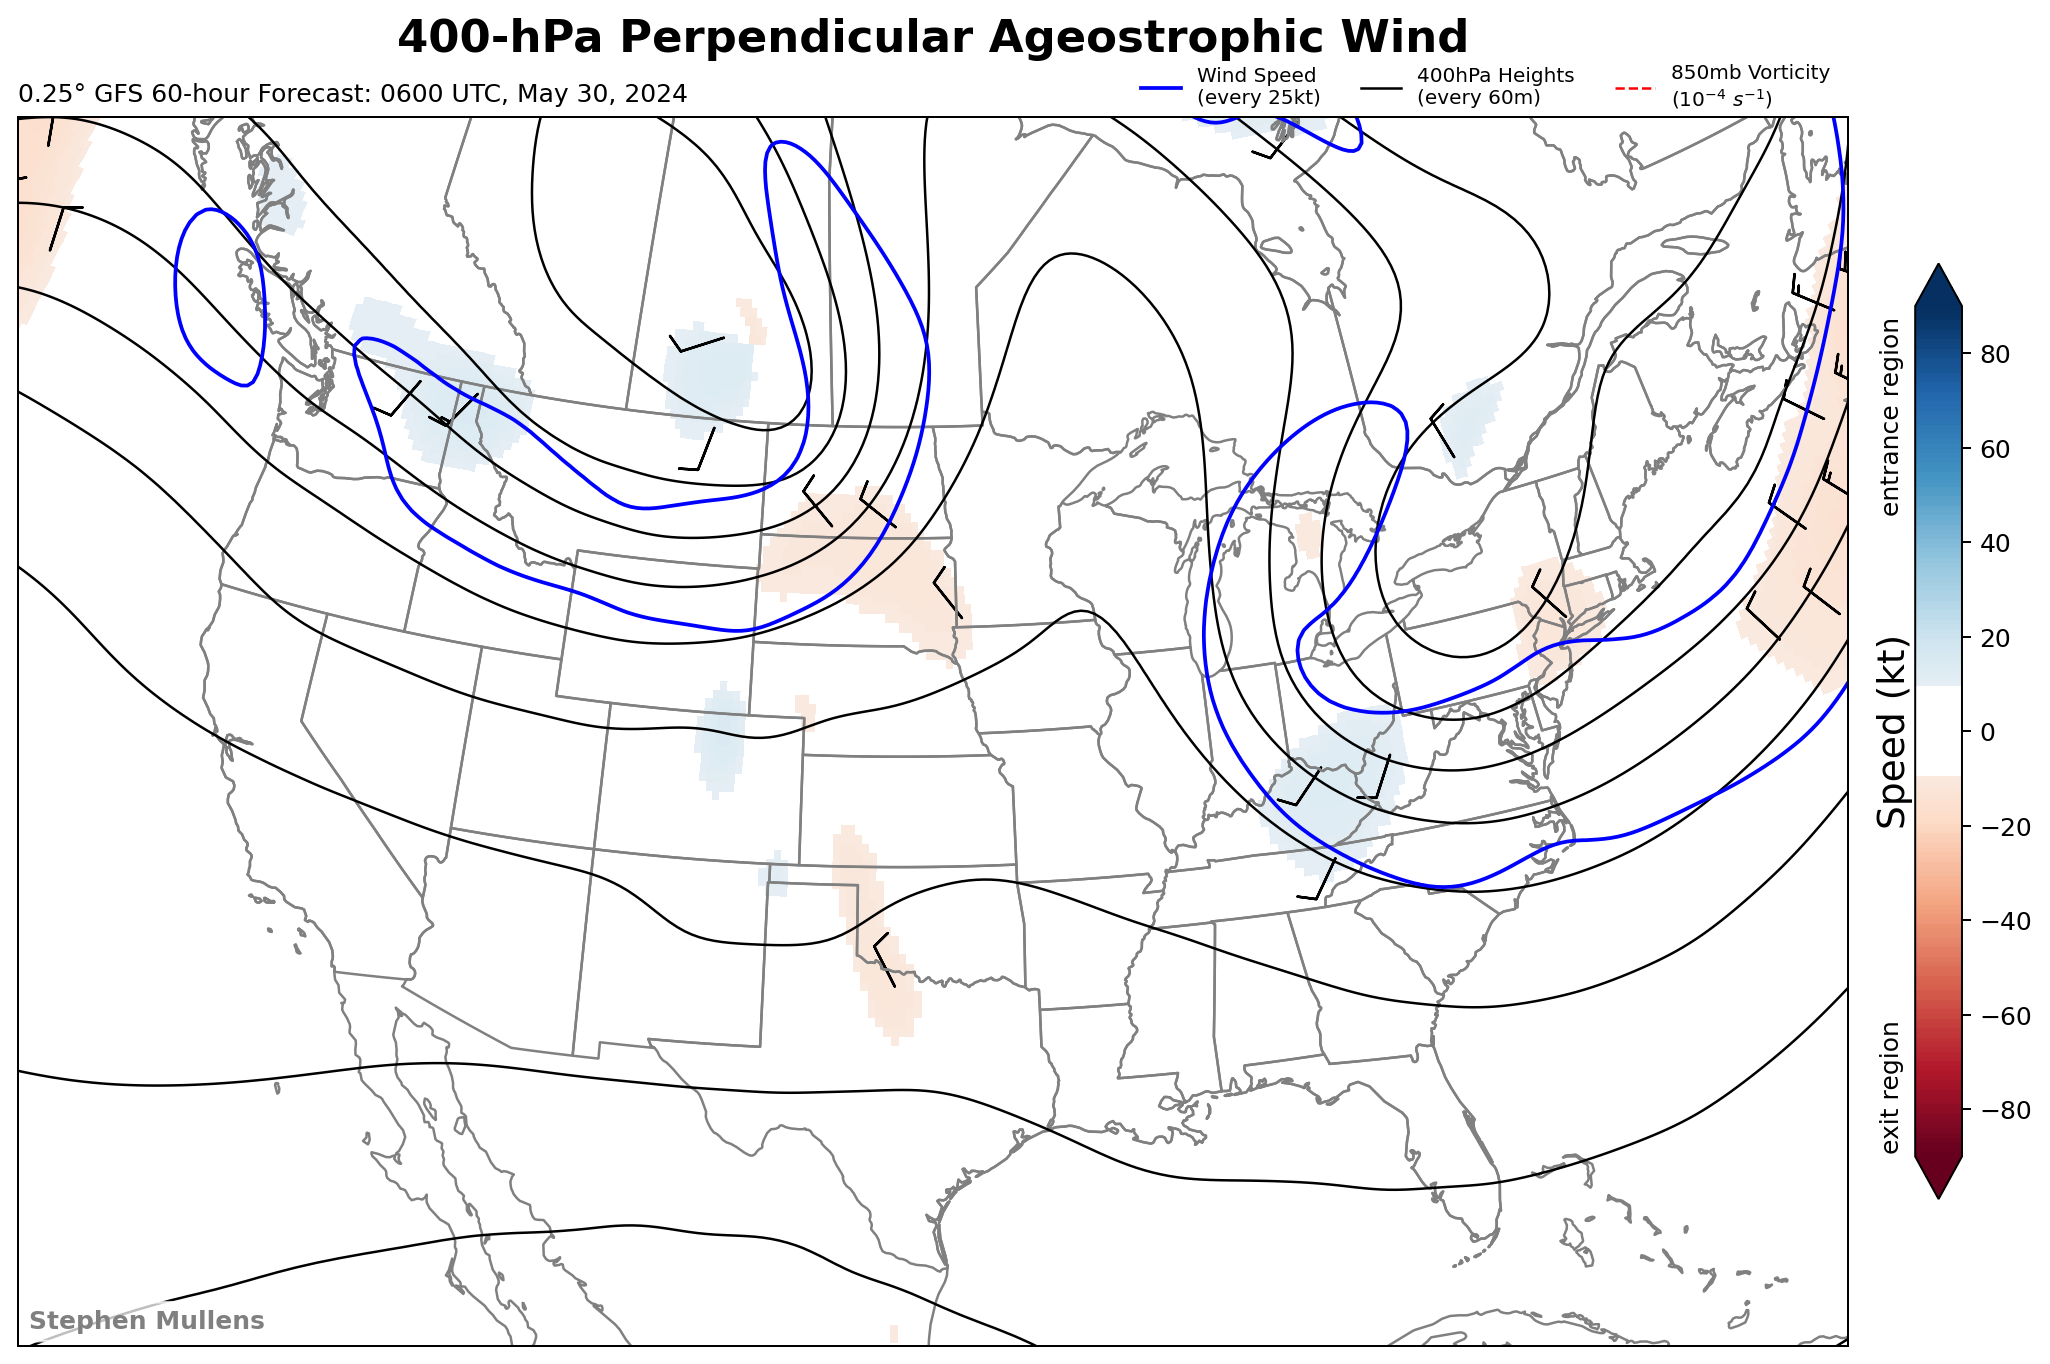 400-hPa Perpendicular Ageostrophic Wind
0.25° GFS 60-hour Forecast: 0600 UTC, May 30, 2024
Wind Speed
(every 25kt)
400hPa Heights
(every 60m)
850mb Vorticity
(10⁻⁴ s⁻¹)
entrance region
Speed (kt)
exit region
80
60
40
20
0
−20
−40
−60
−80
Stephen Mullens